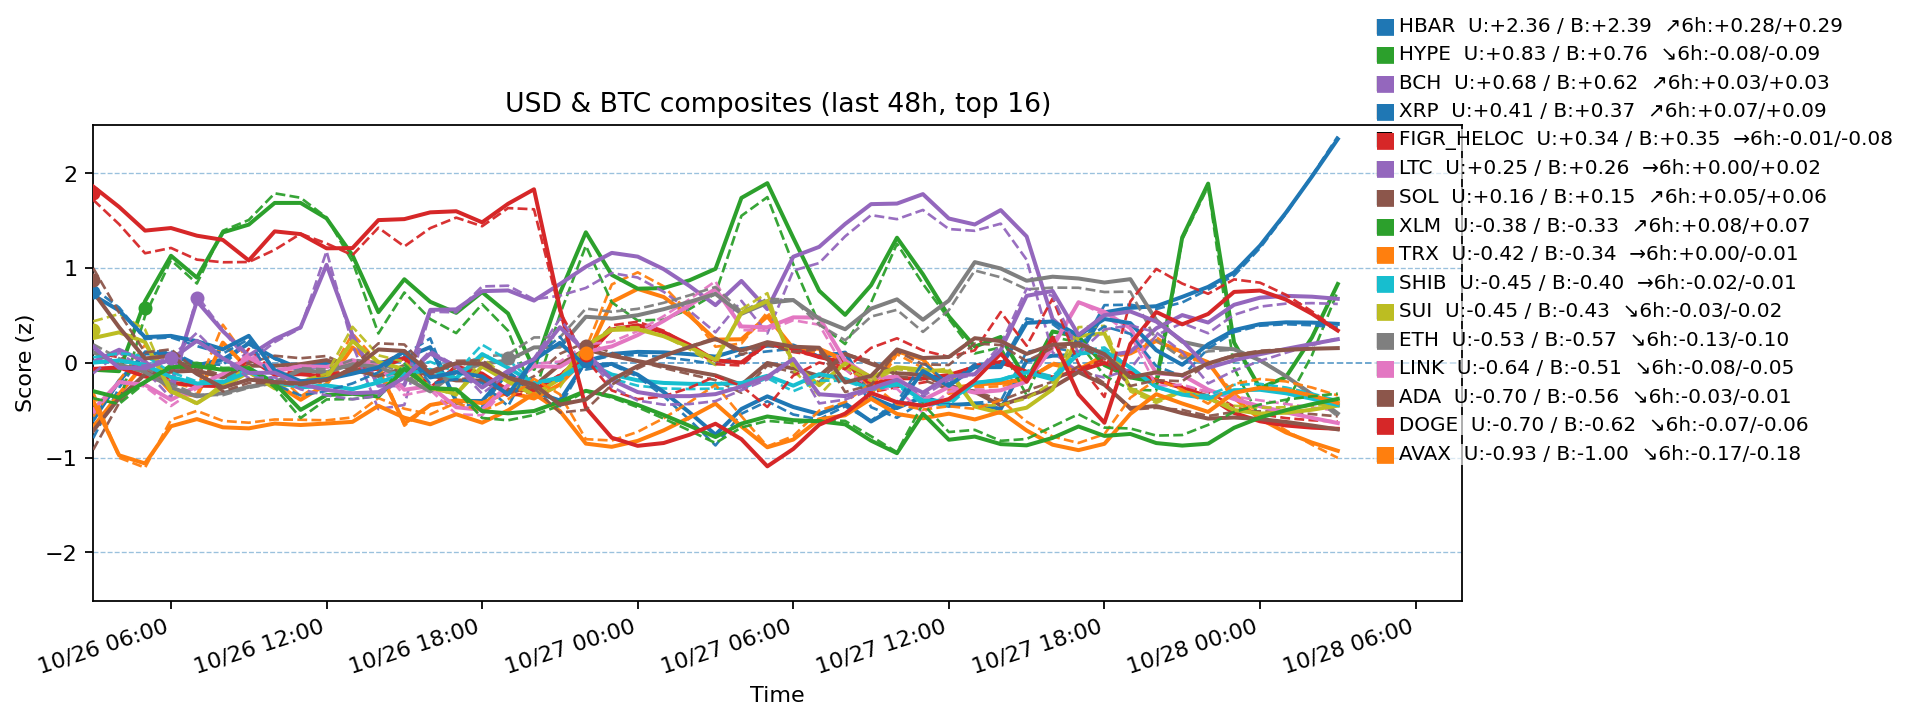 HBAR  U:+2.36 / B:+2.39  ↗6h:+0.28/+0.29
HYPE  U:+0.83 / B:+0.76  ↘6h:-0.08/-0.09
BCH  U:+0.68 / B:+0.62  ↗6h:+0.03/+0.03
XRP  U:+0.41 / B:+0.37  ↗6h:+0.07/+0.09
FIGR_HELOC  U:+0.34 / B:+0.35  →6h:-0.01/-0.08
LTC  U:+0.25 / B:+0.26  →6h:+0.00/+0.02
SOL  U:+0.16 / B:+0.15  ↗6h:+0.05/+0.06
XLM  U:-0.38 / B:-0.33  ↗6h:+0.08/+0.07
TRX  U:-0.42 / B:-0.34  →6h:+0.00/-0.01
SHIB  U:-0.45 / B:-0.40  →6h:-0.02/-0.01
SUI  U:-0.45 / B:-0.43  ↘6h:-0.03/-0.02
ETH  U:-0.53 / B:-0.57  ↘6h:-0.13/-0.10
LINK  U:-0.64 / B:-0.51  ↘6h:-0.08/-0.05
ADA  U:-0.70 / B:-0.56  ↘6h:-0.03/-0.01
DOGE  U:-0.70 / B:-0.62  ↘6h:-0.07/-0.06
AVAX  U:-0.93 / B:-1.00  ↘6h:-0.17/-0.18
USD & BTC composites (last 48h, top 16)
Score (z)
2
1
0
−1
−2
10/26 06:00
10/26 12:00
10/26 18:00
10/27 00:00
10/27 06:00
10/27 12:00
10/27 18:00
10/28 00:00
10/28 06:00
Time